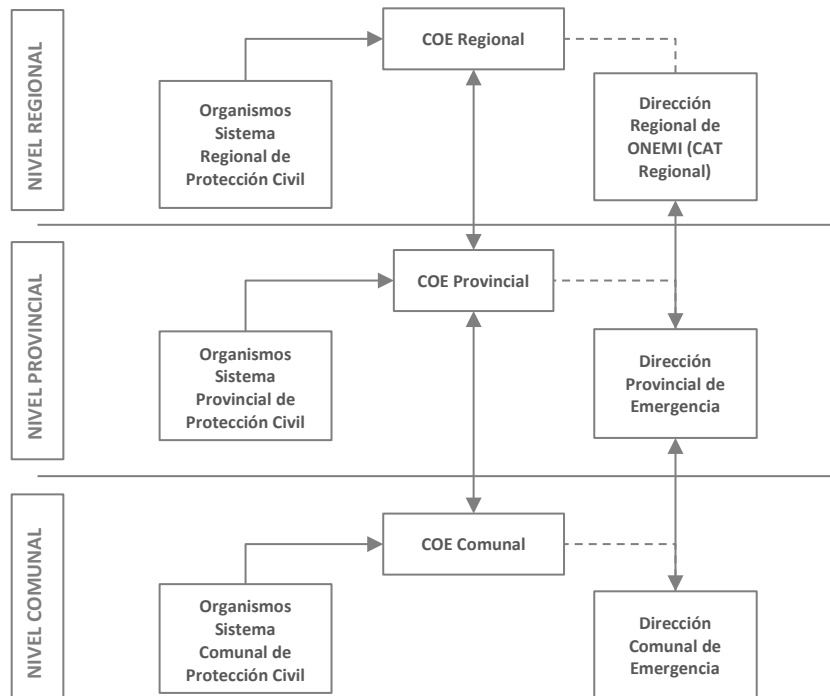 NIVEL REGIONAL
COE Regional
Organismos
Sistema
Regional de
Protección Civil
Dirección
Regional de
ONEMI (CAT
Regional)
NIVEL PROVINCIAL
COE Provincial
Organismos
Sistema
Provincial de
Protección Civil
Dirección
Provincial de
Emergencia
NIVEL COMUNAL
COE Comunal
Organismos
Sistema
Comunal de
Protección Civil
Dirección
Comunal de
Emergencia